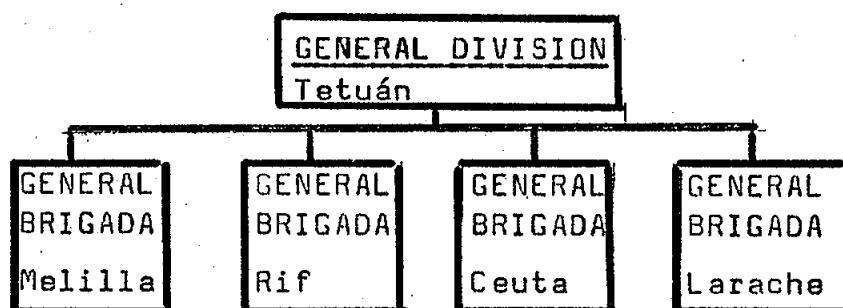 GENERAL DIVISION
Tetuán
GENERAL
BRIGADA
Melilla
GENERAL
BRIGADA
Rif
GENERAL
BRIGADA
Ceuta
GENERAL
BRIGADA
Larache